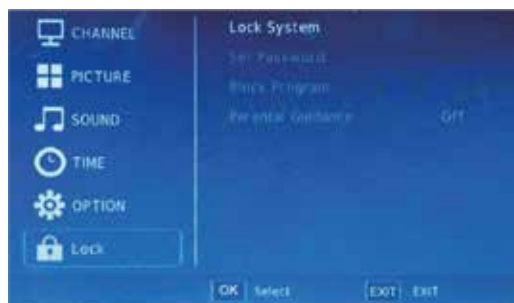 CHANNEL
PICTURE
SOUND
TIME
OPTION
Lock
Lock System
Set Password
Block Program
Parental Guidance Off
OK Select EXIT EXIT